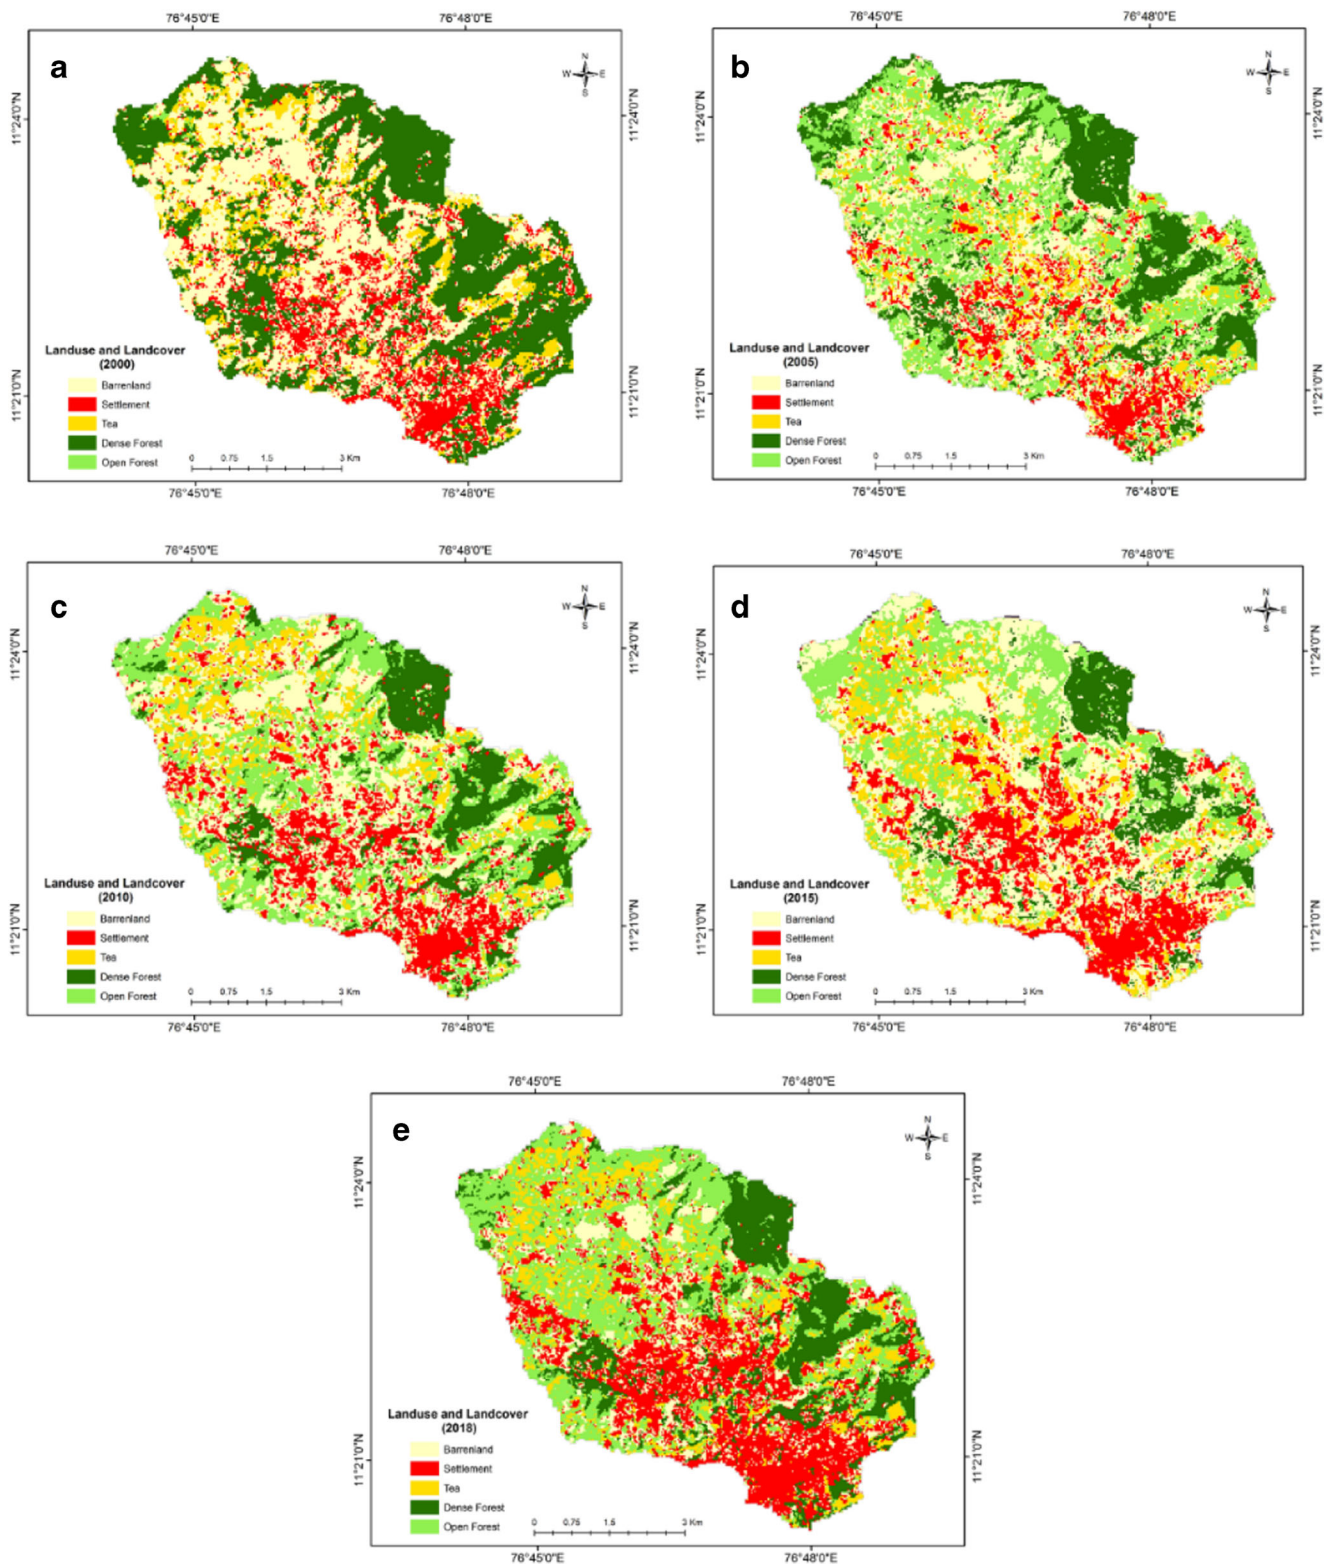 76°45'0"E 76°48'0"E
a
N
W E
S
11°24'0"N 11°24'0"N
Landuse and Landcover
(2000)
Barrenland
Settlement
Tea
Dense Forest
Open Forest
0 0.75 1.5 3 Km
11°21'0"N 11°21'0"N
76°45'0"E 76°48'0"E
76°45'0"E 76°48'0"E
b
N
W E
S
11°24'0"N 11°24'0"N
Landuse and Landcover
(2005)
Barrenland
Settlement
Tea
Dense Forest
Open Forest
0 0.75 1.5 3 Km
11°21'0"N 11°21'0"N
76°45'0"E 76°48'0"E
76°45'0"E 76°48'0"E
c
N
W E
S
11°24'0"N 11°24'0"N
Landuse and Landcover
(2010)
Barrenland
Settlement
Tea
Dense Forest
Open Forest
0 0.75 1.5 3 Km
11°21'0"N 11°21'0"N
76°45'0"E 76°48'0"E
76°45'0"E 76°48'0"E
d
N
W E
S
11°24'0"N 11°24'0"N
Landuse and Landcover
(2015)
Barrenland
Settlement
Tea
Dense Forest
Open Forest
0 0.75 1.5 3 Km
11°21'0"N 11°21'0"N
76°45'0"E 76°48'0"E
76°45'0"E 76°48'0"E
e
N
W E
S
11°24'0"N 11°24'0"N
Landuse and Landcover
(2018)
Barrenland
Settlement
Tea
Dense Forest
Open Forest
0 0.75 1.5 3 Km
11°21'0"N 11°21'0"N
76°45'0"E 76°48'0"E